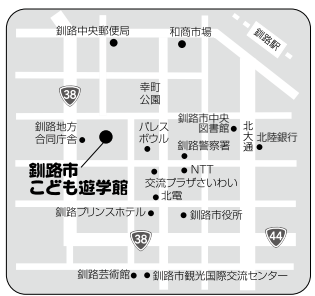 釧路中央郵便局
和商市場
釧路駅
38
幸町
公園
釧路地方
合同庁舎
パレス
ボウル
釧路市中央
図書館
北大通
北陸銀行
釧路警察署
釧路市
こども遊学館
NTT
交流プラザさいわい
北電
釧路プリンスホテル
釧路市役所
38
44
釧路芸術館
釧路市観光国際交流センター